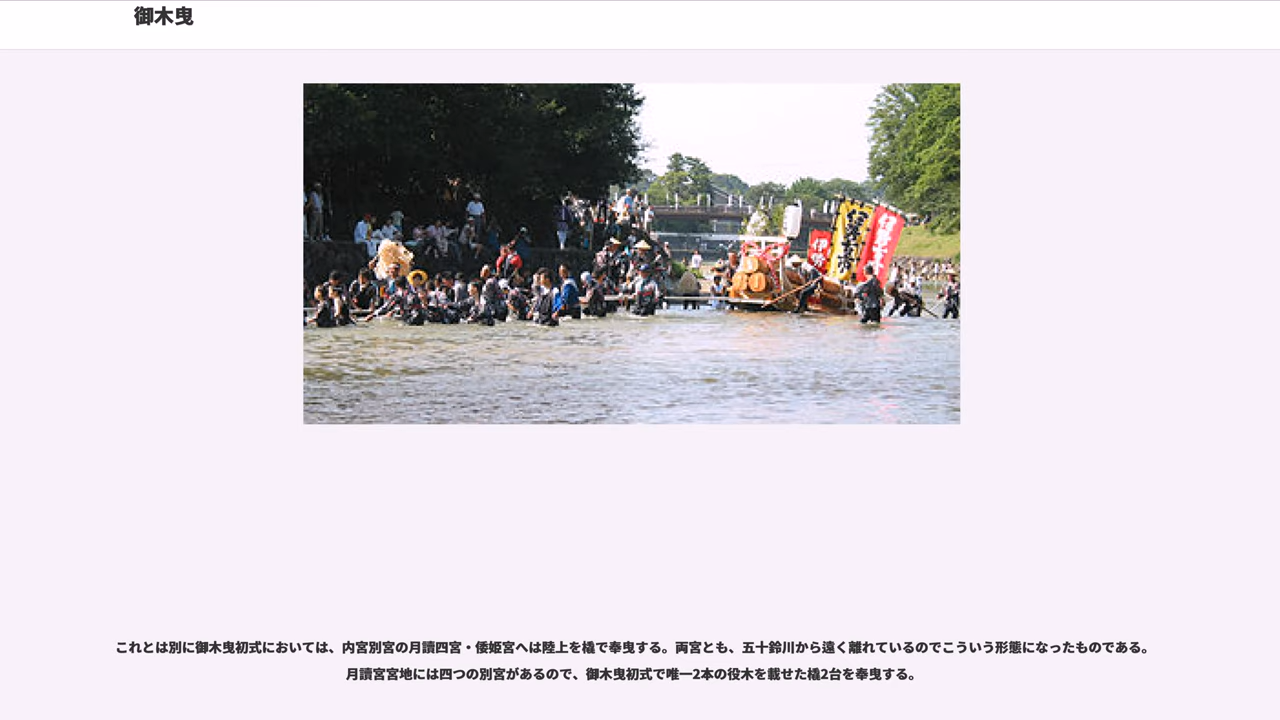 御木曳
これとは別に御木曳初式においては、内宮別宮の月讀四宮・倭姫宮へは陸上を橇で奉曳する。両宮とも、五十鈴川から遠く離れているのでこういう形態になったものである。
月讀宮宮地には四つの別宮があるので、御木曳初式で唯一2本の役木を載せた橇2台を奉曳する。